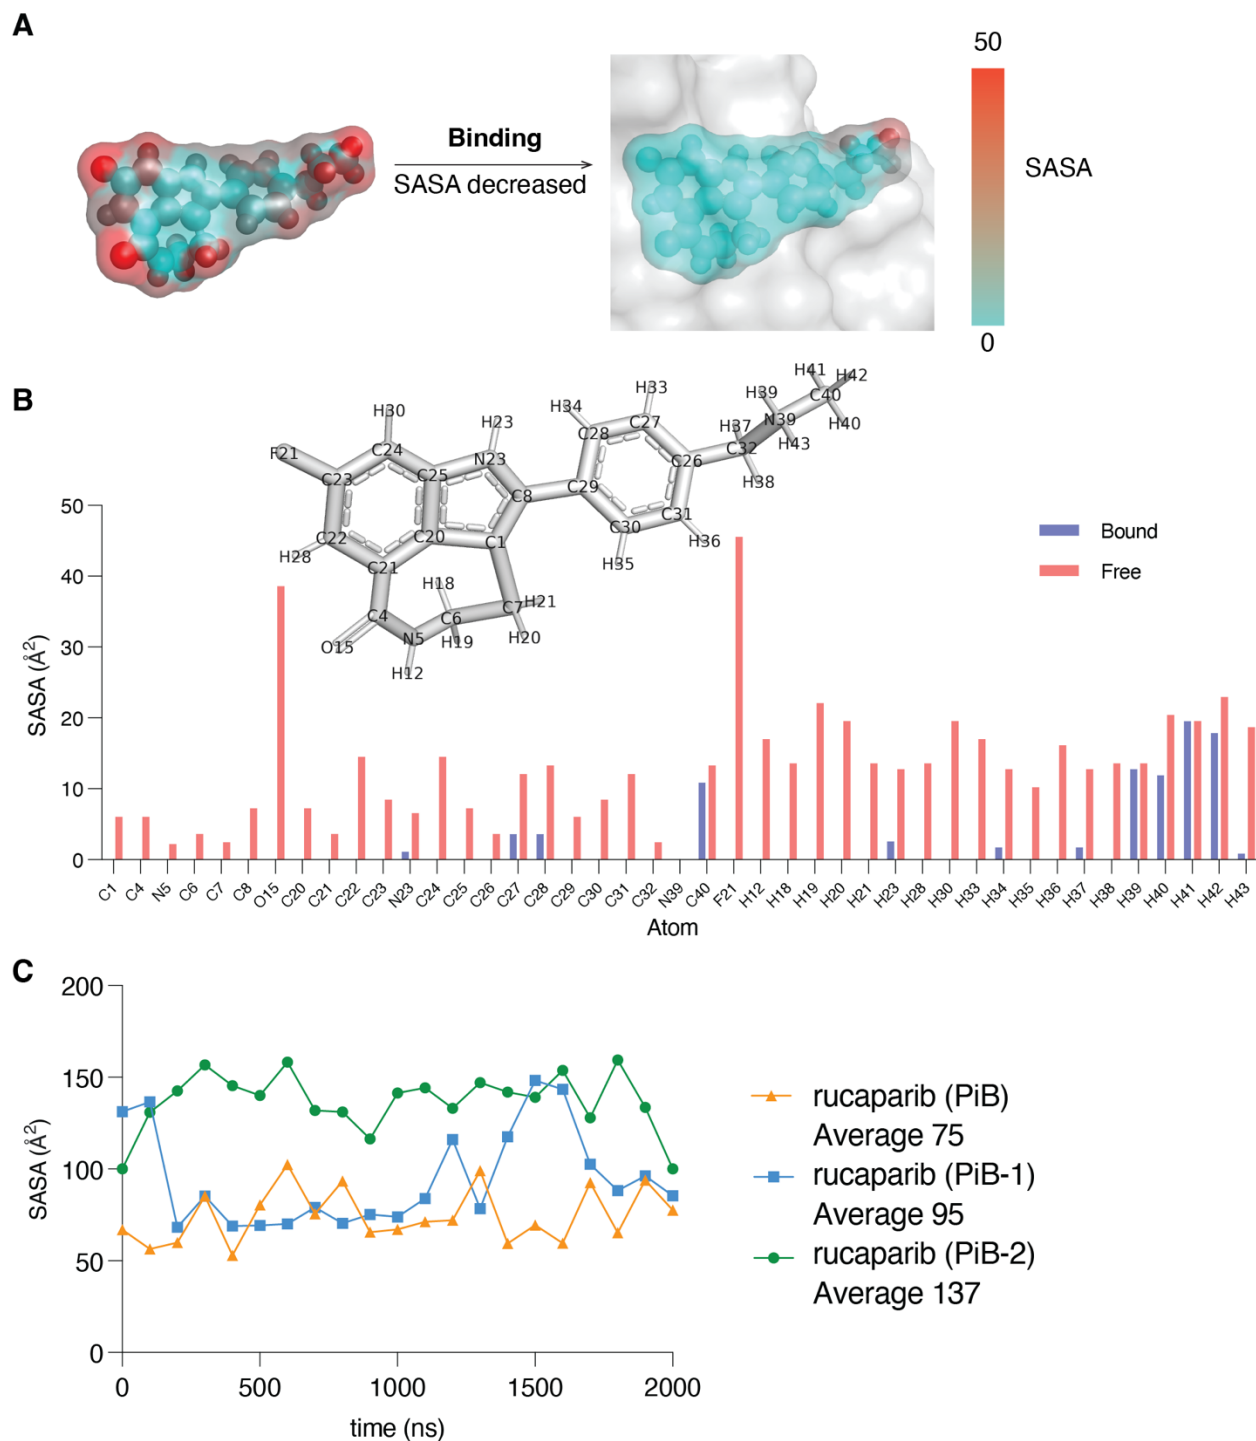 A
50
Binding
SASA decreased
SASA
0
B
H41
H42
H39
C40
H33
H34
H30
H23
C27
H37
N39
H40
C28
H43
F21
C24
N23
C26
C32
C23
C25
C8
C29
H38
C31
C30
C22
C20
C1
H36
H28
C21
H35
H18
C4
C6
C7
H21
O15
N5
H19
H20
H12
Bound
Free
50
40
30
20
10
0
SASA (Å2)
C1 C4 N5 C6 C7 C8 O15 C20 C21 C22 C23 N23 C24 C25 C26 C27 C28 C29 C30 C31 C32 N39 C40 F21 H12 H18 H19 H20 H21 H23 H28 H30 H33 H34 H35 H36 H37 H38 H39 H40 H41 H42 H43
Atom
C
200
150
100
50
0
SASA (Å2)
0 500 1000 1500 2000
time (ns)
rucaparib (PiB)
Average 75
rucaparib (PiB-1)
Average 95
rucaparib (PiB-2)
Average 137